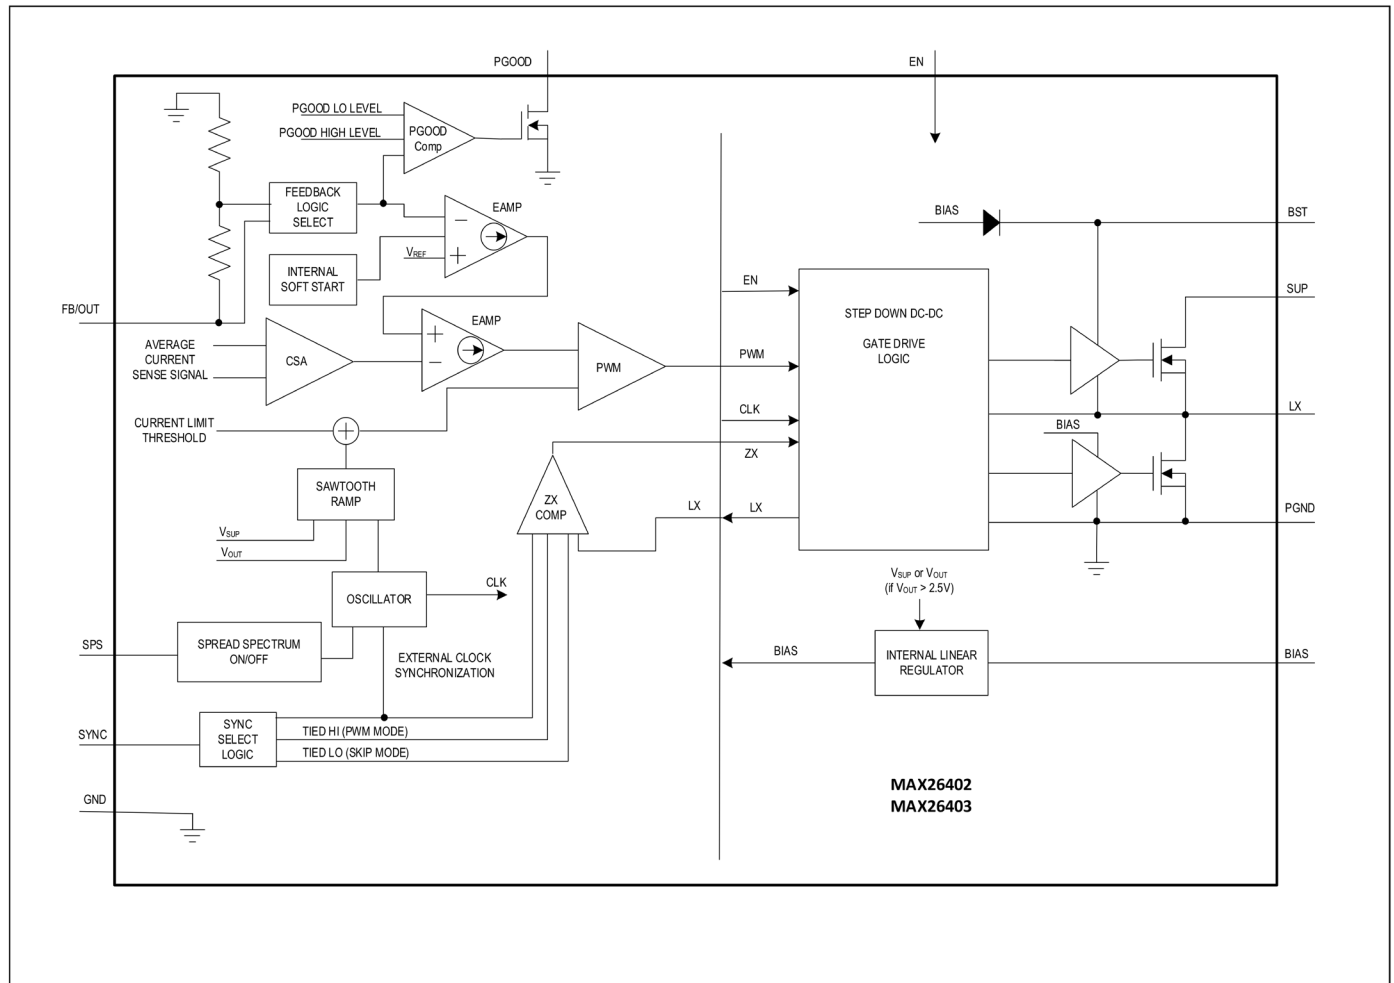 PGOOD
EN
PGOOD LO LEVEL
PGOOD HIGH LEVEL
PGOOD
Comp
FEEDBACK
LOGIC
SELECT
EAMP
−
+
VREF
INTERNAL
SOFT START
BIAS
BST
EN
STEP DOWN DC-DC
GATE DRIVE
LOGIC
SUP
FB/OUT
AVERAGE
CURRENT
SENSE SIGNAL
CSA
EAMP
+
−
PWM
PWM
CLK
ZX
LX
BIAS
CURRENT LIMIT
THRESHOLD
+
SAWTOOTH
RAMP
ZX
COMP
LX
LX
PGND
VSUP
VOUT
OSCILLATOR
CLK
VSUP or VOUT
(if VOUT > 2.5V)
SPS
SPREAD SPECTRUM
ON/OFF
EXTERNAL CLOCK
SYNCHRONIZATION
BIAS
INTERNAL LINEAR
REGULATOR
BIAS
SYNC
SYNC
SELECT
LOGIC
TIED HI (PWM MODE)
TIED LO (SKIP MODE)
GND
MAX26402
MAX26403